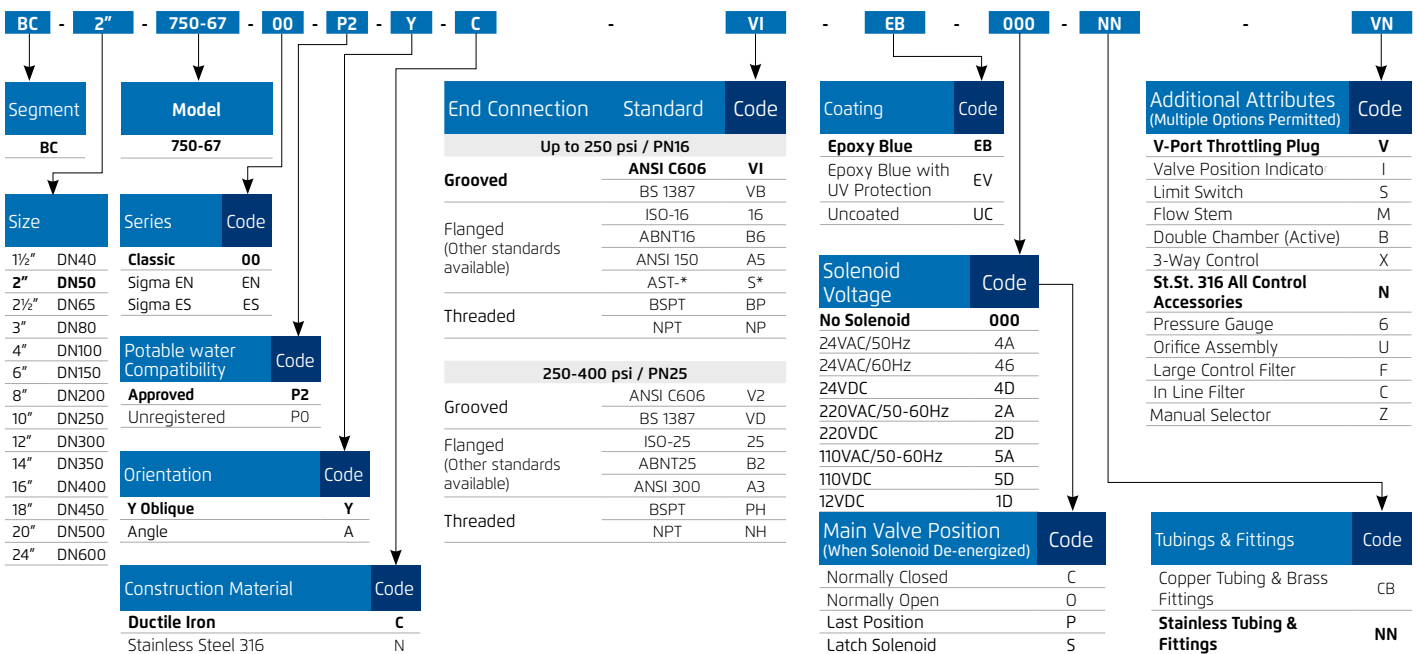 BC - 2" - 750-67 - 00 - P2 - Y - C - VI - EB - 000 - NN - VN
Segment
BC
Model
750-67
Size
1½" DN40
2" DN50
2½" DN65
3" DN80
4" DN100
6" DN150
8" DN200
10" DN250
12" DN300
14" DN350
16" DN400
18" DN450
20" DN500
24" DN600
Series Code
Classic 00
Sigma EN EN
Sigma ES ES
Potable water
Compatibility
Code
Approved P2
Unregistered P0
Orientation Code
Y Oblique Y
Angle A
Construction Material Code
Ductile Iron C
Stainless Steel 316 N
End Connection Standard Code
Up to 250 psi / PN16
Grooved
ANSI C606 VI
BS 1387 VB
Flanged
(Other standards
available)
ISO-16 16
ABNT16 B6
ANSI 150 A5
AST-* S*
Threaded
BSPT BP
NPT NP
250-400 psi / PN25
Grooved
ANSI C606 V2
BS 1387 VD
Flanged
(Other standards
available)
ISO-25 25
ABNT25 B2
ANSI 300 A3
Threaded
BSPT PH
NPT NH
Coating Code
Epoxy Blue EB
Epoxy Blue with
UV Protection
EV
Uncoated UC
Solenoid
Voltage
Code
No Solenoid 000
24VAC/50Hz 4A
24VAC/60Hz 46
24VDC 4D
220VAC/50-60Hz 2A
220VDC 2D
110VAC/50-60Hz 5A
110VDC 5D
12VDC 1D
Main Valve Position
(When Solenoid De-energized)
Code
Normally Closed C
Normally Open O
Last Position P
Latch Solenoid S
Additional Attributes
(Multiple Options Permitted)
Code
V-Port Throttling Plug V
Valve Position Indicator I
Limit Switch S
Flow Stem M
Double Chamber (Active) B
3-Way Control X
St.St. 316 All Control
Accessories
N
Pressure Gauge 6
Orifice Assembly U
Large Control Filter F
In Line Filter C
Manual Selector Z
Tubings & Fittings Code
Copper Tubing & Brass
Fittings
CB
Stainless Tubing &
Fittings
NN